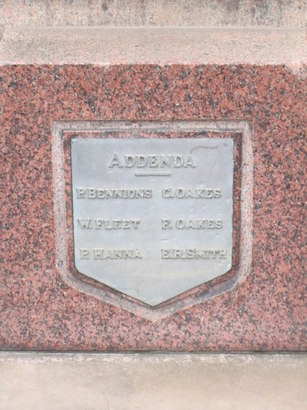 ADDENDA
P. BENNIONS G. OAKES
W. FLEET F. OAKES
P. HANNA E.R. SMITH